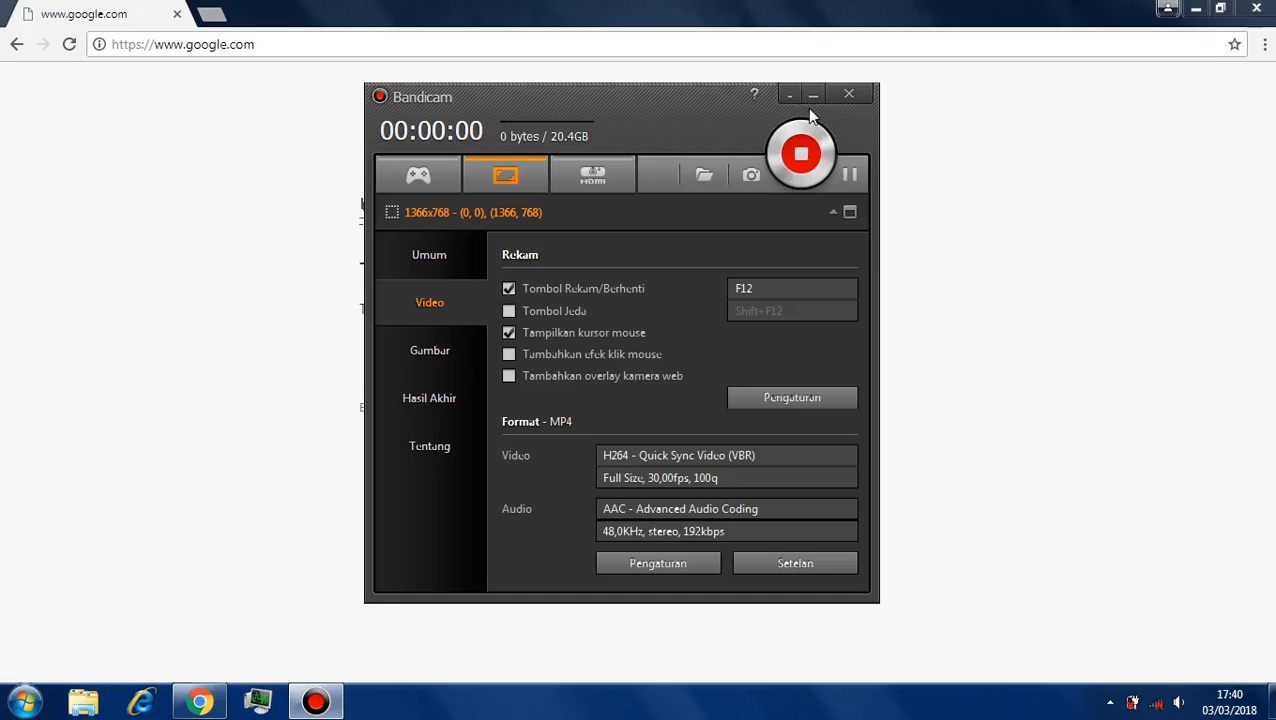 www.google.com
https://www.google.com
Bandicam
?
00:00:00
0 bytes / 20.4GB
HDMI
1366x768 - (0, 0), (1366, 768)
Umum
Video
Gambar
Hasil Akhir
Tentang
Rekam
Tombol Rekam/Berhenti
F12
Tombol Jeda
Shift+F12
Tampilkan kursor mouse
Tambahkan efek klik mouse
Tambahkan overlay kamera web
Pengaturan
Format - MP4
Video
H264 - Quick Sync Video (VBR)
Full Size, 30,00fps, 100q
Audio
AAC - Advanced Audio Coding
48,0KHz, stereo, 192kbps
Pengaturan
Setelan
17:40
03/03/2018